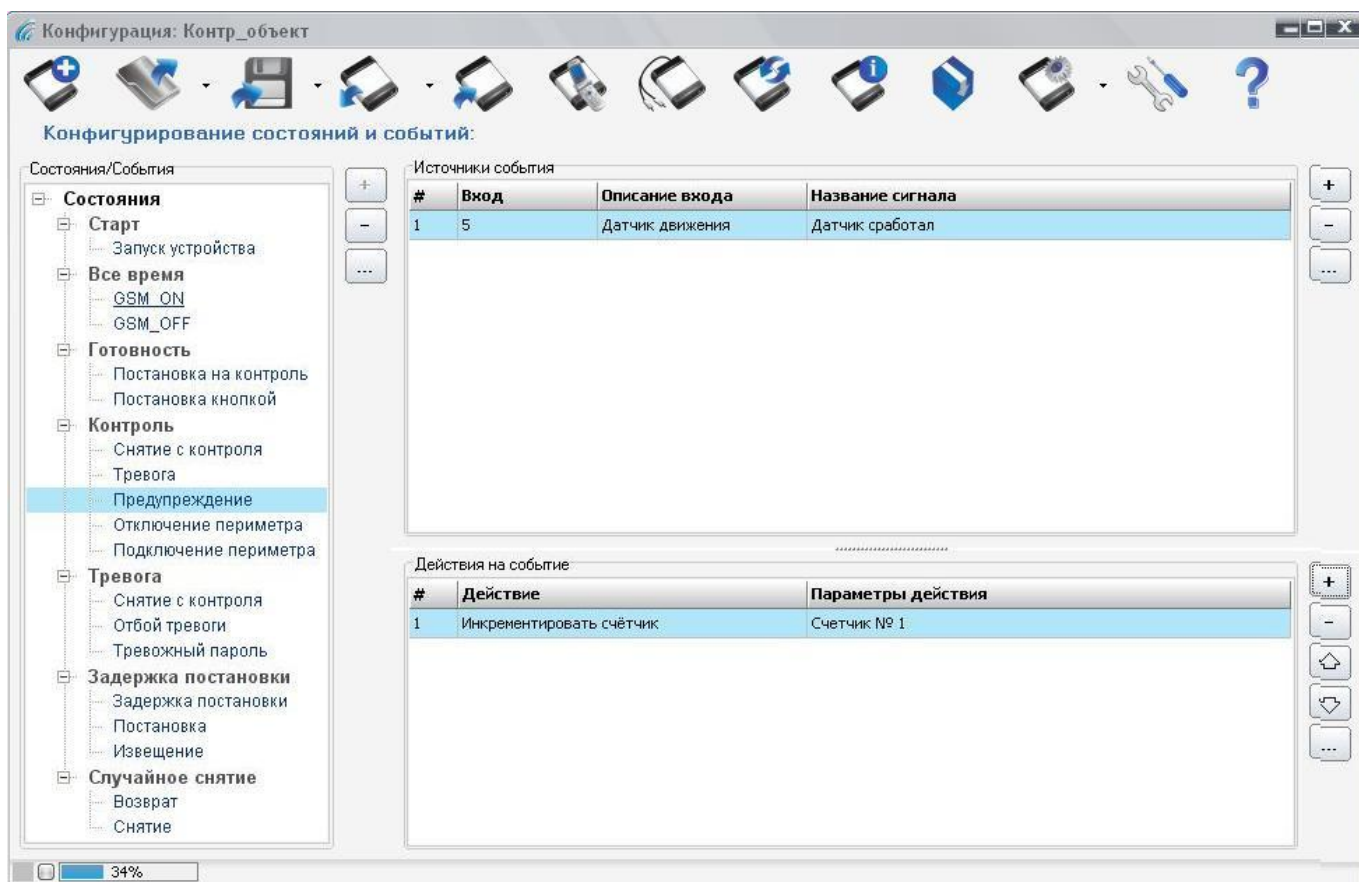 Конфигурация: Контр_объект
Конфигурирование состояний и событий:
Состояния/События
Состояния
Старт
Запуск устройства
Все время
GSM_ON
GSM_OFF
Готовность
Постановка на контроль
Постановка кнопкой
Контроль
Снятие с контроля
Тревога
Предупреждение
Отключение периметра
Подключение периметра
Тревога
Снятие с контроля
Отбой тревоги
Тревожный пароль
Задержка постановки
Задержка постановки
Постановка
Извещение
Случайное снятие
Возврат
Снятие
+
-
...
Источники события
# Вход Описание входа Название сигнала
1 5 Датчик движения Датчик сработал
+
-
...
Действия на событие
# Действие Параметры действия
1 Инкрементировать счётчик Счетчик № 1
+
-
...
34%